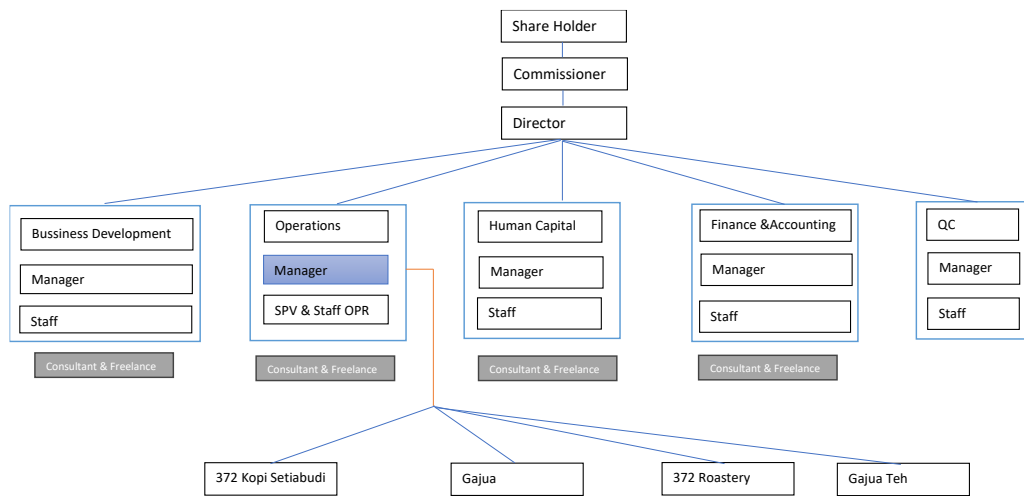 Share Holder
Commissioner
Director
Bussiness Development
Manager
Staff
Consultant & Freelance
Operations
Manager
SPV & Staff OPR
Consultant & Freelance
Human Capital
Manager
Staff
Consultant & Freelance
Finance &Accounting
Manager
Staff
Consultant & Freelance
QC
Manager
Staff
372 Kopi Setiabudi
Gajua
372 Roastery
Gajua Teh